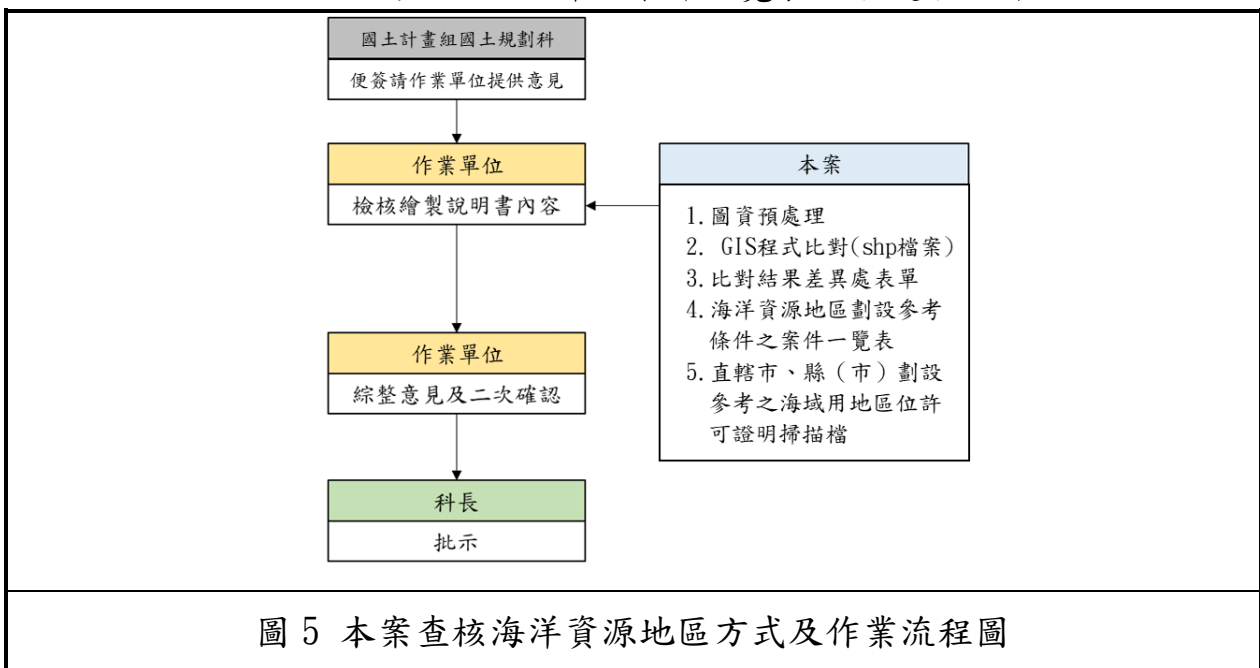 國土計畫組國土規劃科
便簽請作業單位提供意見
作業單位
檢核繪製說明書內容
本案
1.圖資預處理
2. GIS程式比對(shp檔案)
3.比對結果差異處表單
4.海洋資源地區劃設參考
條件之案件一覽表
5.直轄市、縣（市）劃設
參考之海域用地區位許
可證明掃描檔
作業單位
綜整意見及二次確認
科長
批示
圖 5 本案查核海洋資源地區方式及作業流程圖